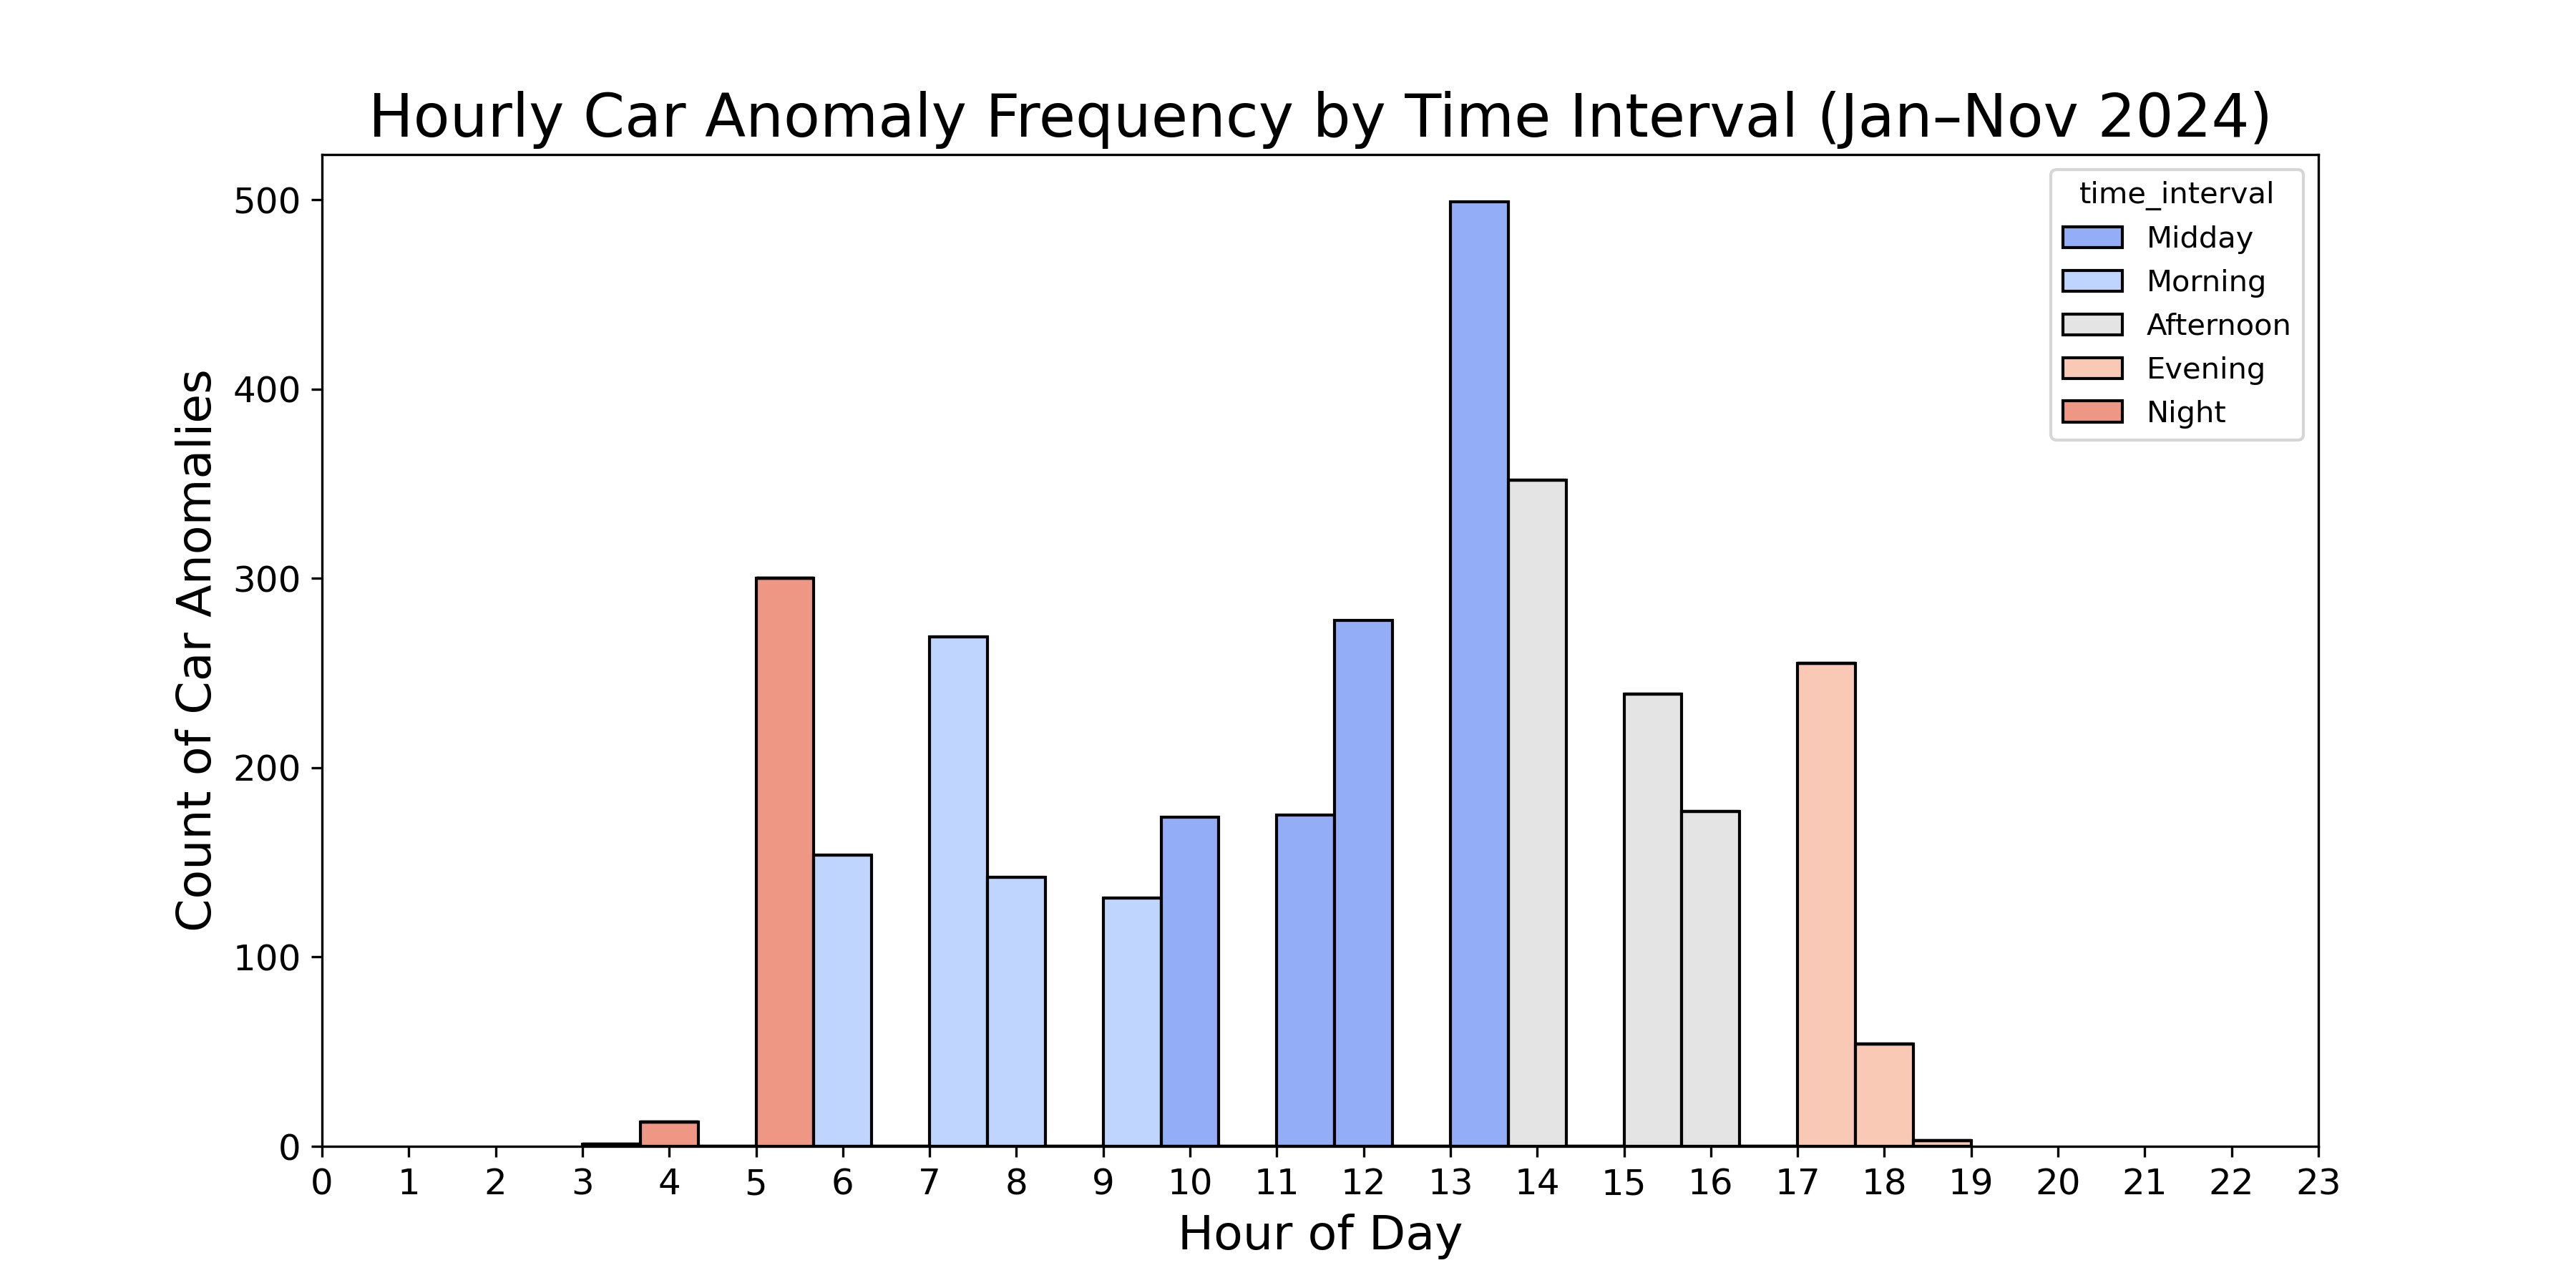 Hourly Car Anomaly Frequency by Time Interval (Jan–Nov 2024)
time_interval
Midday
Morning
Afternoon
Evening
Night
Count of Car Anomalies
500
400
300
200
100
0
0 1 2 3 4 5 6 7 8 9 10 11 12 13 14 15 16 17 18 19 20 21 22 23
Hour of Day